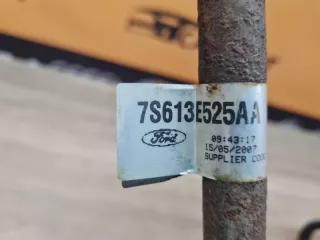 7S613E525AA
Ford
09:43:17
15/05/2007
SUPPLIER CODE